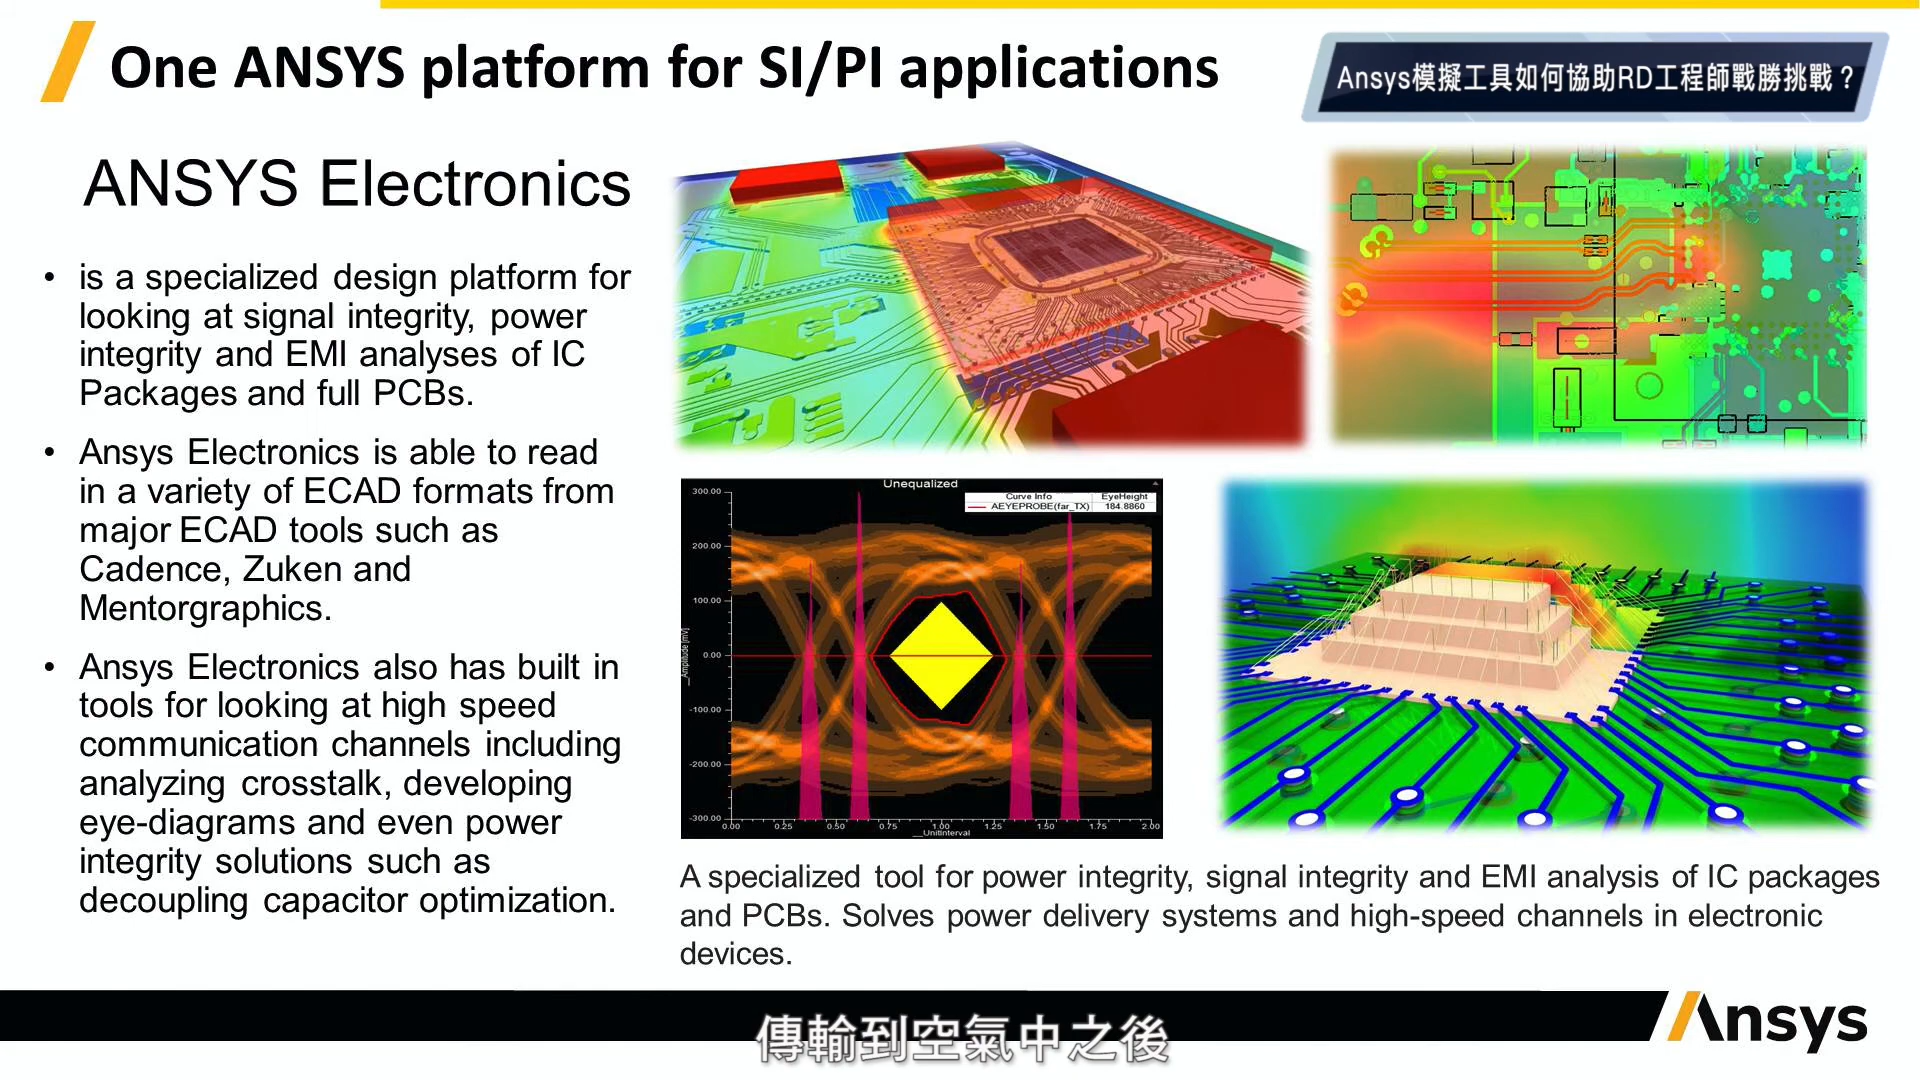 One ANSYS platform for SI/PI applications
Ansys模擬工具如何協助RD工程師戰勝挑戰？
ANSYS Electronics
• is a specialized design platform for
looking at signal integrity, power
integrity and EMI analyses of IC
Packages and full PCBs.
• Ansys Electronics is able to read
in a variety of ECAD formats from
major ECAD tools such as
Cadence, Zuken and
Mentorgraphics.
• Ansys Electronics also has built in
tools for looking at high speed
communication channels including
analyzing crosstalk, developing
eye-diagrams and even power
integrity solutions such as
decoupling capacitor optimization.
Unequalized
Curve Info EyeHeight
AEYEPROBE(far_TX) 184.8860
300.00
200.00
100.00
0.00
-100.00
-200.00
-300.00
__Amplitude [mV]
0.00 0.25 0.50 0.75 1.00 1.25 1.50 1.75 2.00
__UnitInterval
A specialized tool for power integrity, signal integrity and EMI analysis of IC packages
and PCBs. Solves power delivery systems and high-speed channels in electronic
devices.
傳輸到空氣中之後
Ansys